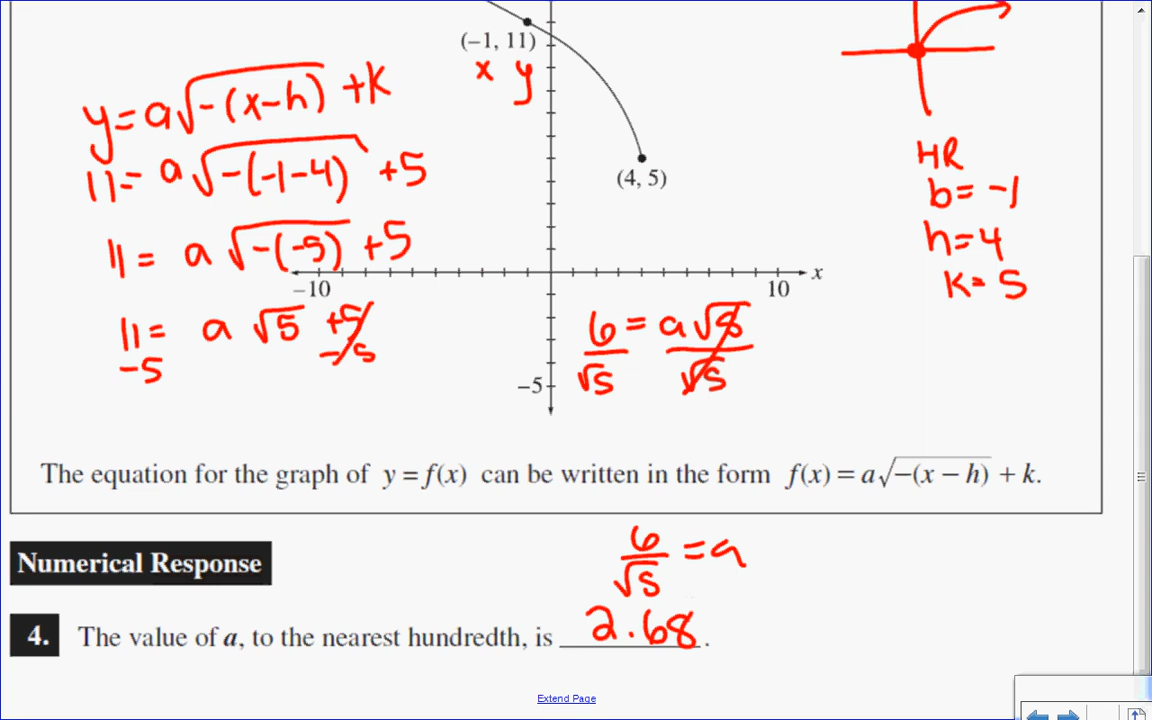 (–1, 11)
x y
y = a√-(x-h) +k
11 = a√-(-1-4) +5
(4, 5)
11 = a√-(-5) +5
HR
b = -1
h = 4
k = 5
–10
10
x
11 = a√5 +5
-5 -5
6 = a√5
√5 √5
–5
The equation for the graph of y = f(x) can be written in the form f(x) = a√–(x – h) + k.
6/√5 = a
Numerical Response
4. The value of a, to the nearest hundredth, is 2.68.
Extend Page